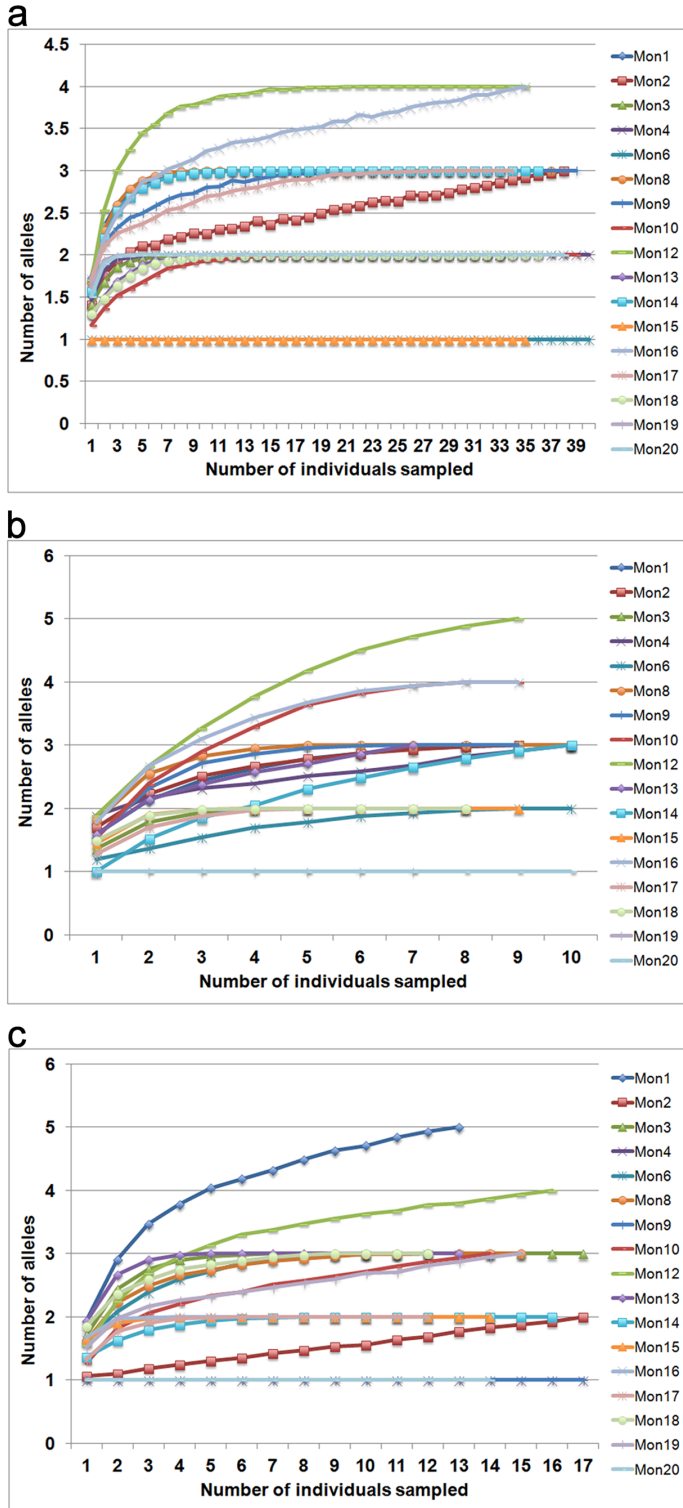 a
4.5
4
3.5
3
2.5
2
1.5
1
0.5
0
Number of alleles
1 3 5 7 9 11 13 15 17 19 21 23 25 27 29 31 33 35 37 39
Number of individuals sampled
Mon1
Mon2
Mon3
Mon4
Mon6
Mon8
Mon9
Mon10
Mon12
Mon13
Mon14
Mon15
Mon16
Mon17
Mon18
Mon19
Mon20
b
6
5
4
3
2
1
0
Number of alleles
1 2 3 4 5 6 7 8 9 10
Number of individuals sampled
Mon1
Mon2
Mon3
Mon4
Mon6
Mon8
Mon9
Mon10
Mon12
Mon13
Mon14
Mon15
Mon16
Mon17
Mon18
Mon19
Mon20
c
6
5
4
3
2
1
0
Number of alleles
1 2 3 4 5 6 7 8 9 10 11 12 13 14 15 16 17
Number of individuals sampled
Mon1
Mon2
Mon3
Mon4
Mon6
Mon8
Mon9
Mon10
Mon12
Mon13
Mon14
Mon15
Mon16
Mon17
Mon18
Mon19
Mon20